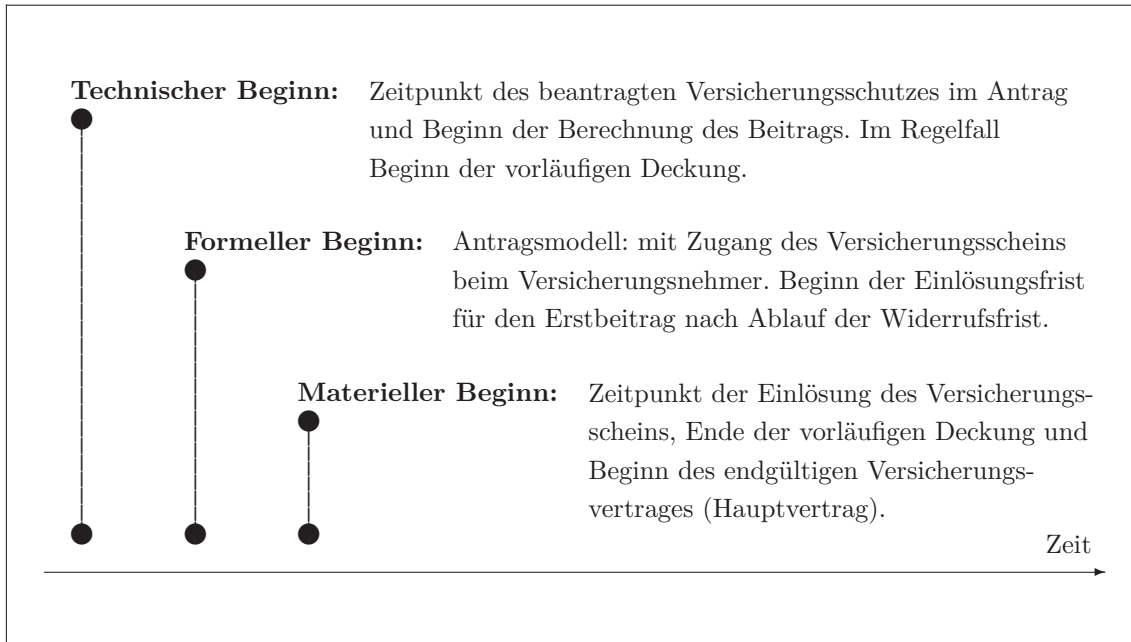 Technischer Beginn: Zeitpunkt des beantragten Versicherungsschutzes im Antrag
und Beginn der Berechnung des Beitrags. Im Regelfall
Beginn der vorläufigen Deckung.
Formeller Beginn: Antragsmodell: mit Zugang des Versicherungsscheins
beim Versicherungsnehmer. Beginn der Einlösungsfrist
für den Erstbeitrag nach Ablauf der Widerrufsfrist.
Materieller Beginn: Zeitpunkt der Einlösung des Versicherungs-
scheins, Ende der vorläufigen Deckung und
Beginn des endgültigen Versicherungs-
vertrages (Hauptvertrag).
Zeit